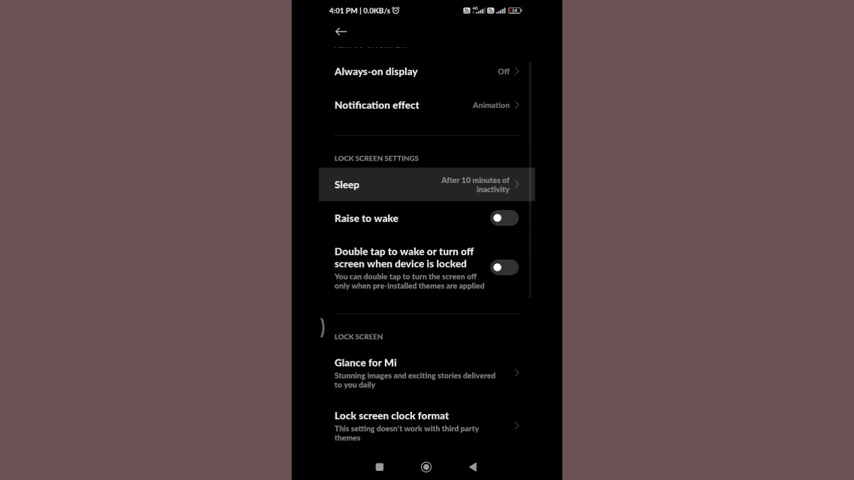 4:01 PM | 0.0KB/s
Always-on display
Off
Notification effect
Animation
LOCK SCREEN SETTINGS
Sleep
After 10 minutes of
inactivity
Raise to wake
Double tap to wake or turn off
screen when device is locked
You can double tap to turn the screen off
only when pre-installed themes are applied
LOCK SCREEN
Glance for Mi
Stunning images and exciting stories delivered
to you daily
Lock screen clock format
This setting doesn't work with third party
themes